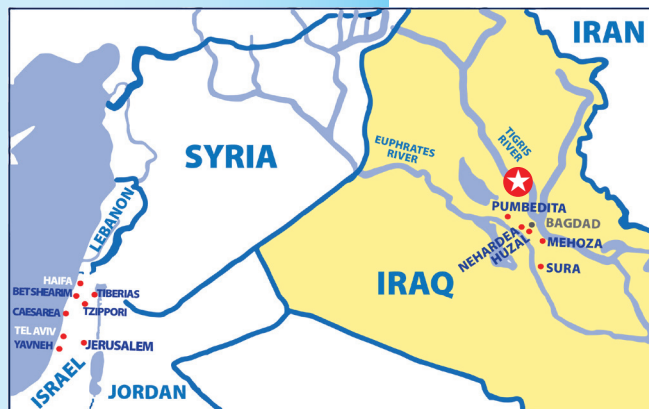 IRAN
SYRIA
EUPHRATES
RIVER
TIGRIS
RIVER
PUMBEDITA
BAGDAD
NEHARDEA
HUZAL
MEHOZA
SURA
IRAQ
LEBANON
HAIFA
BETSHEARIM
TIBERIAS
CAESAREA
TZIPPORI
TEL AVIV
YAVNEH
JERUSALEM
ISRAEL
JORDAN